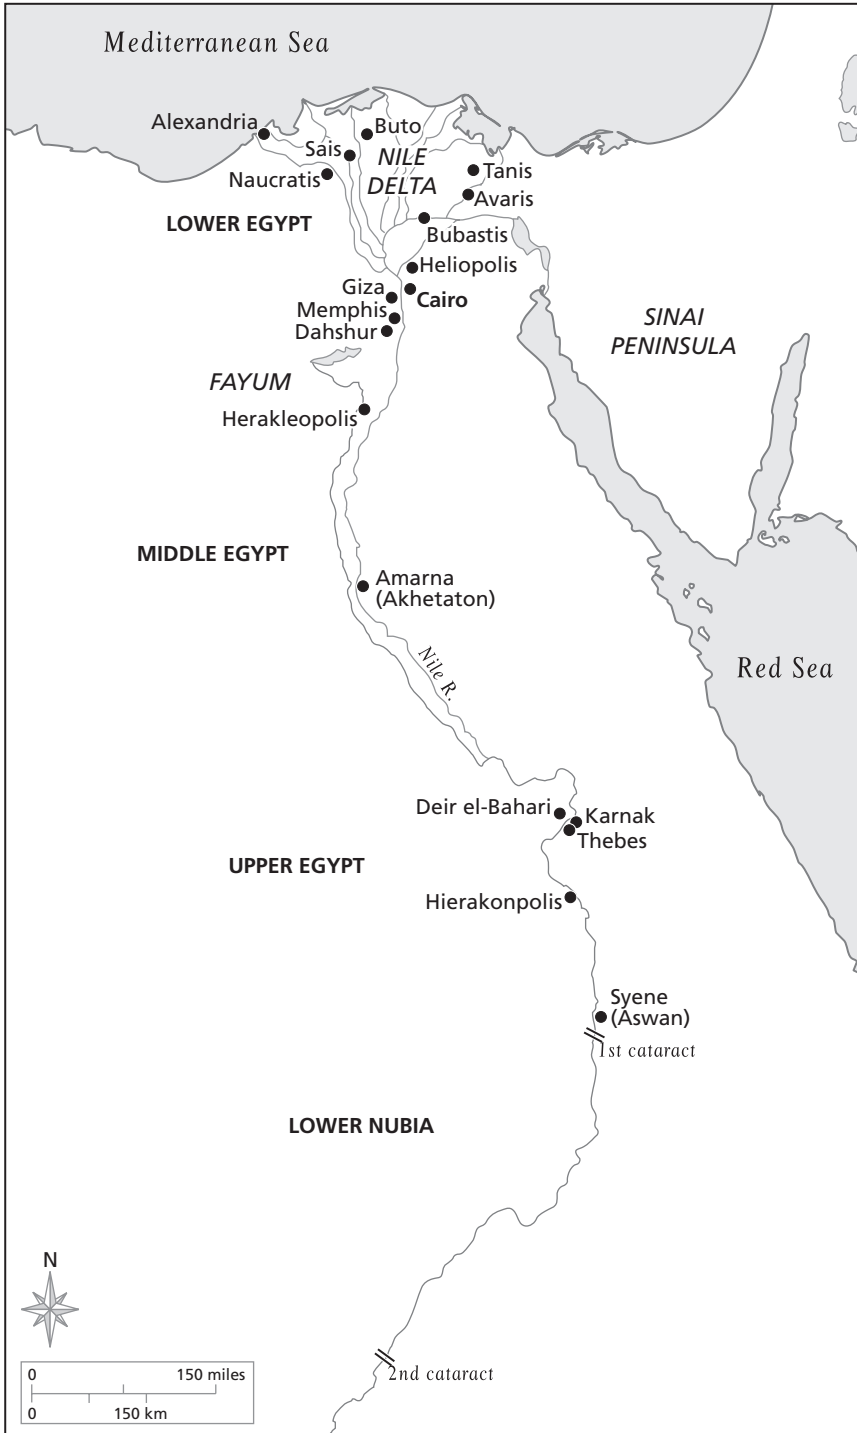 Mediterranean Sea
Alexandria
Buto
Sais
NILE
DELTA
Naucratis
Tanis
Avaris
LOWER EGYPT
Bubastis
Heliopolis
Giza
Cairo
Memphis
Dahshur
SINAI
PENINSULA
FAYUM
Herakleopolis
MIDDLE EGYPT
Amarna
(Akhetaton)
Nile R.
Red Sea
Deir el-Bahari
Karnak
Thebes
UPPER EGYPT
Hierakonpolis
Syene
(Aswan)
1st cataract
LOWER NUBIA
N
2nd cataract
0 150 miles
0 150 km